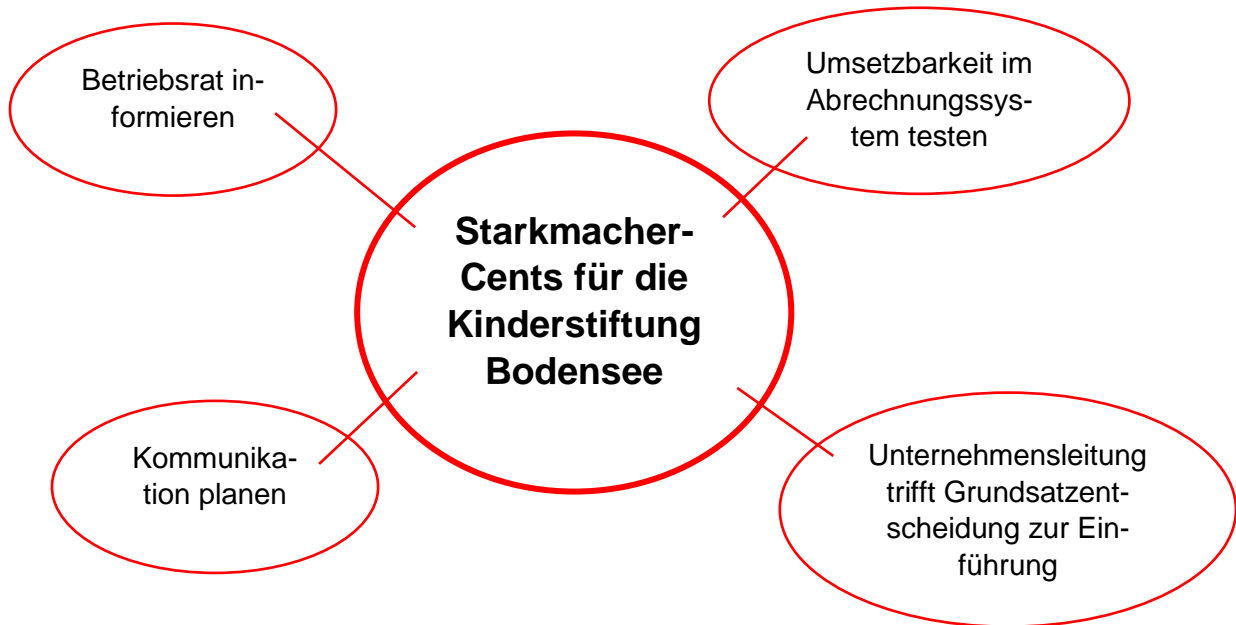 Betriebsrat in-
formieren
Umsetzbarkeit im
Abrechnungssys-
tem testen
Starkmacher-
Cents für die
Kinderstiftung
Bodensee
Kommunika-
tion planen
Unternehmensleitung
trifft Grundsatzent-
scheidung zur Ein-
führung